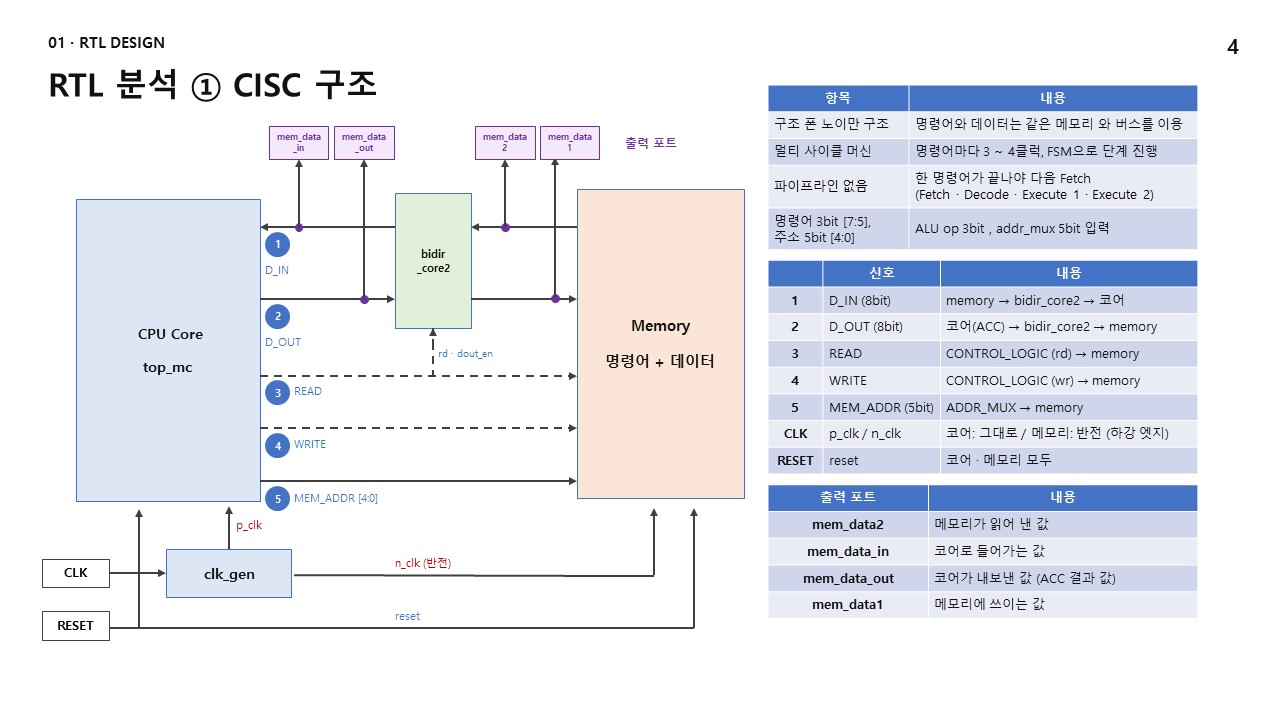 01 · RTL DESIGN
4
RTL 분석 ① CISC 구조
mem_data
_in
mem_data
_out
mem_data
2
mem_data
1
출력 포트
CPU Core
top_mc
bidir
_core2
Memory
명령어 + 데이터
1
D_IN
2
D_OUT
rd · dout_en
3 READ
4 WRITE
5 MEM_ADDR [4:0]
p_clk
CLK
clk_gen
n_clk (반전)
RESET
reset
항목 내용
구조 폰 노이만 구조 명령어와 데이터는 같은 메모리 와 버스를 이용
멀티 사이클 머신 명령어마다 3 ~ 4클럭, FSM으로 단계 진행
파이프라인 없음 한 명령어가 끝나야 다음 Fetch
(Fetch · Decode · Execute 1 · Execute 2)
명령어 3bit [7:5],
주소 5bit [4:0] ALU op 3bit , addr_mux 5bit 입력
신호 내용
1 D_IN (8bit) memory → bidir_core2 → 코어
2 D_OUT (8bit) 코어(ACC) → bidir_core2 → memory
3 READ CONTROL_LOGIC (rd) → memory
4 WRITE CONTROL_LOGIC (wr) → memory
5 MEM_ADDR (5bit) ADDR_MUX → memory
CLK p_clk / n_clk 코어: 그대로 / 메모리: 반전 (하강 엣지)
RESET reset 코어 · 메모리 모두
출력 포트 내용
mem_data2 메모리가 읽어 낸 값
mem_data_in 코어로 들어가는 값
mem_data_out 코어가 내보낸 값 (ACC 결과 값)
mem_data1 메모리에 쓰이는 값